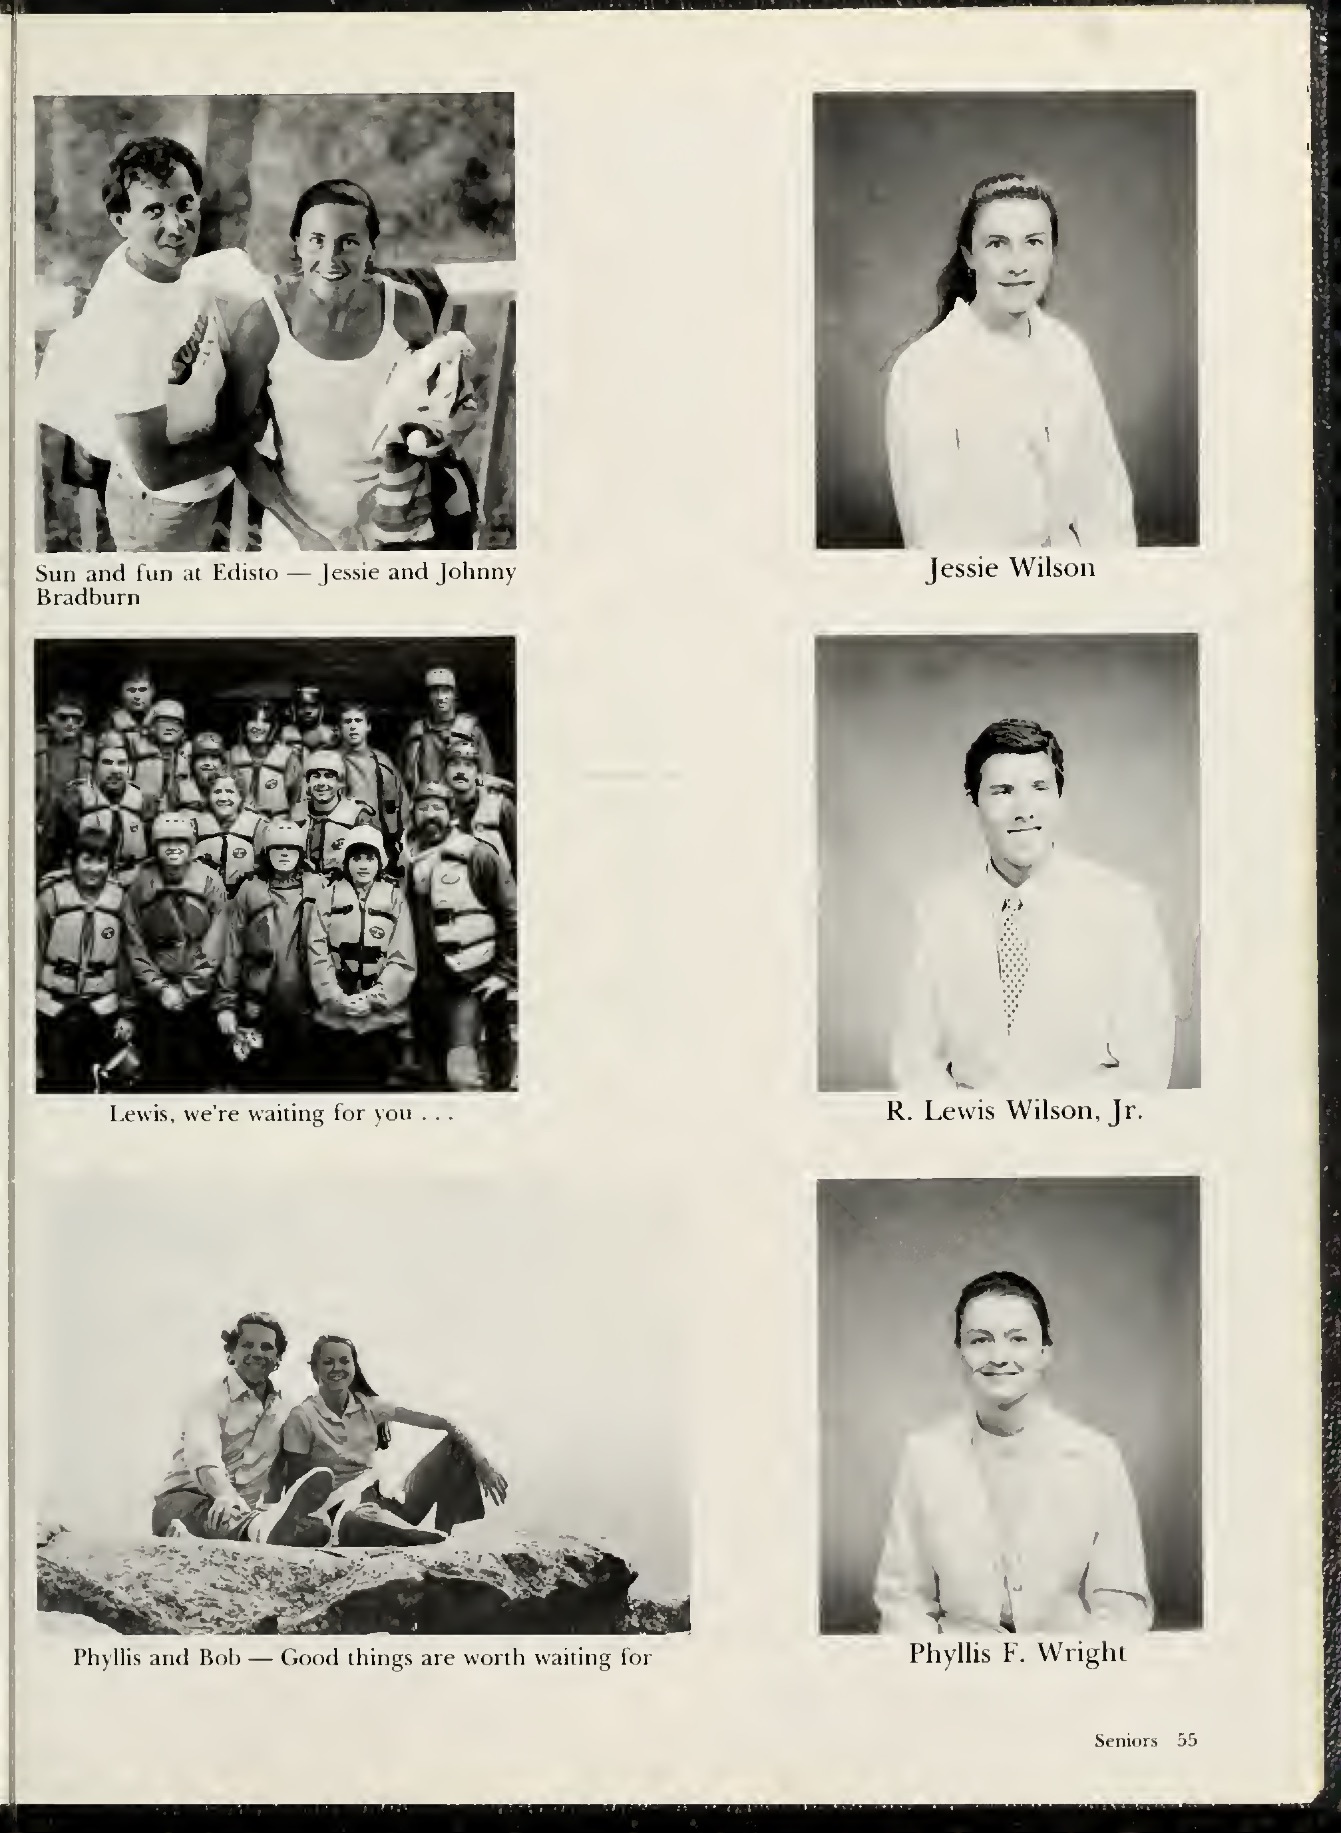 Sun and fun at Edisto — Jessie and Johnny
Bradburn
Jessie Wilson
Lewis, we're waiting for you . . .
R. Lewis Wilson, Jr.
Phyllis and Bob — Good things are worth waiting for
Phyllis F. Wright
Seniors 55